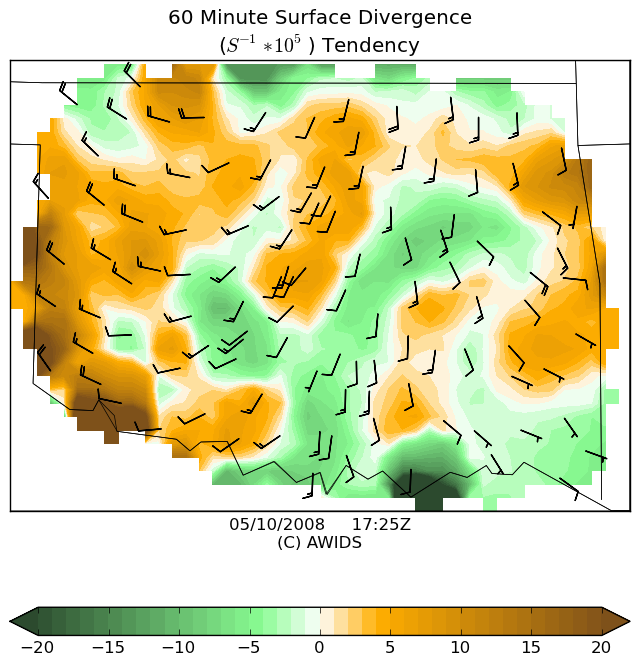 60 Minute Surface Divergence
(S⁻¹ * 10⁵ ) Tendency
05/10/2008 17:25Z
(C) AWIDS
−20 −15 −10 −5 0 5 10 15 20